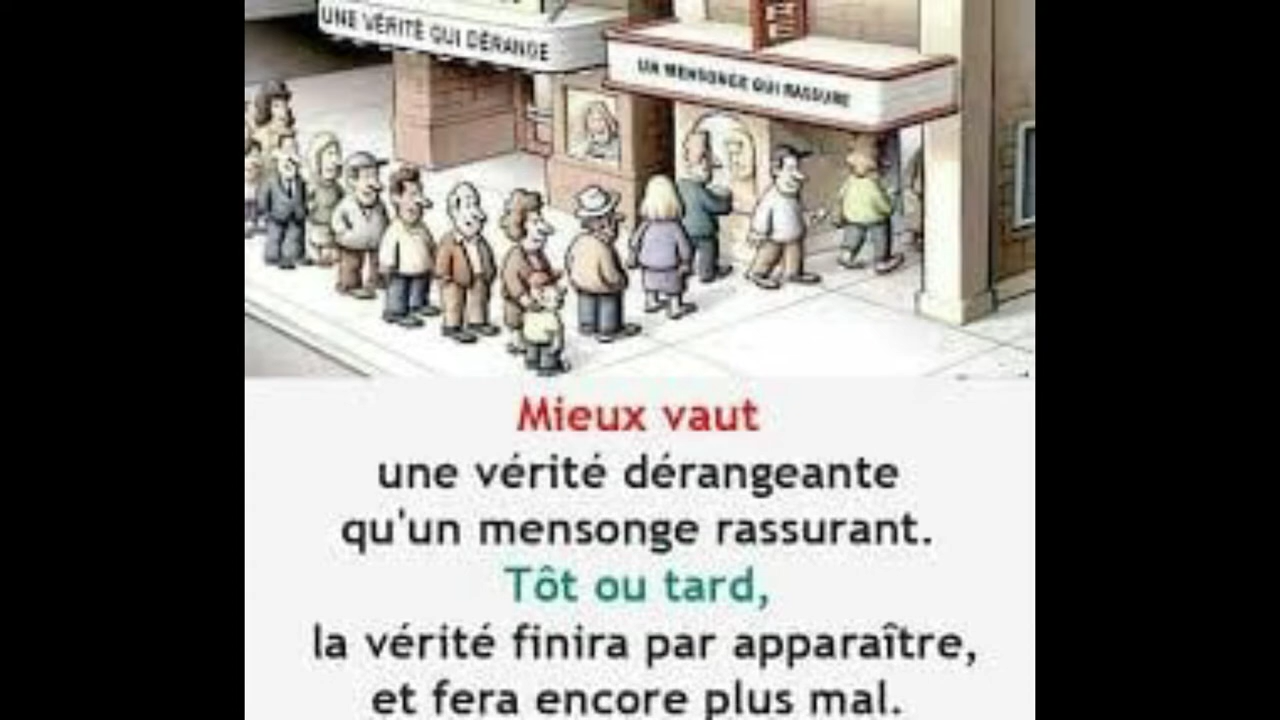 UNE VÉRITÉ QUI DÉRANGE
UN MENSONGE QUI RASSURE
Mieux vaut
une vérité dérangeante
qu'un mensonge rassurant.
Tôt ou tard,
la vérité finira par apparaître,
et fera encore plus mal.